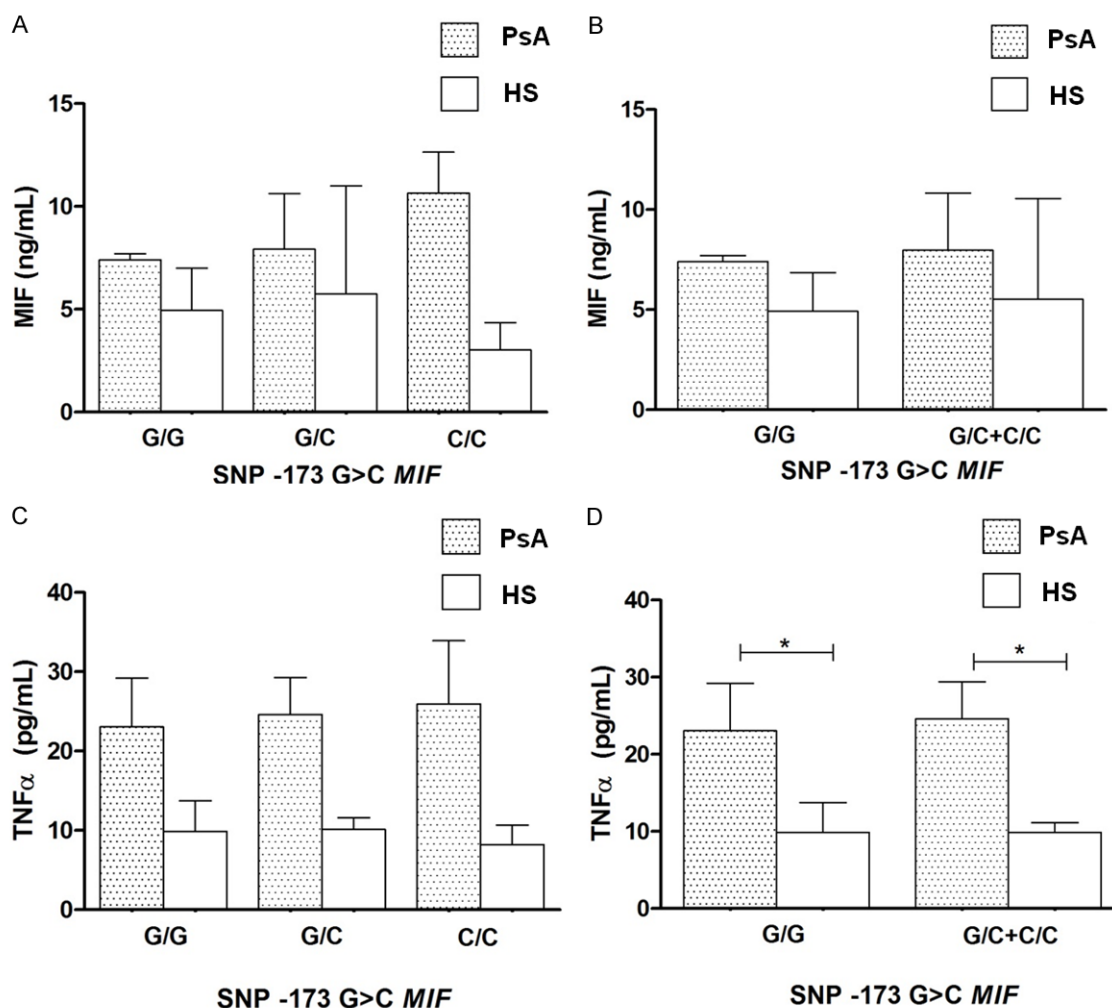 A
PsA
HS
15
10
5
0
MIF (ng/mL)
G/G G/C C/C
SNP -173 G>C MIF
B
PsA
HS
15
10
5
0
MIF (ng/mL)
G/G G/C+C/C
SNP -173 G>C MIF
C
PsA
HS
40
30
20
10
0
TNFα (pg/mL)
G/G G/C C/C
SNP -173 G>C MIF
D
PsA
HS
40
30
20
10
0
TNFα (pg/mL)
* *
G/G G/C+C/C
SNP -173 G>C MIF